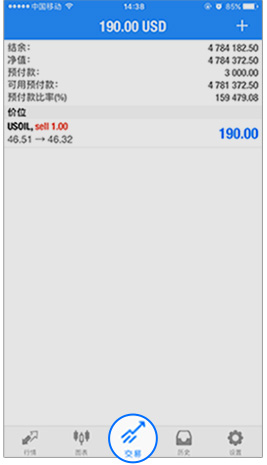 中国移动 14:38 85%
190.00 USD +
结余: 4 784 182.50
净值: 4 784 372.50
预付款: 3 000.00
可用预付款: 4 781 372.50
预付款比率(%) 159 479.08
价位
USOIL, sell 1.00
46.51 → 46.32 190.00
行情 图表 交易 历史 设置